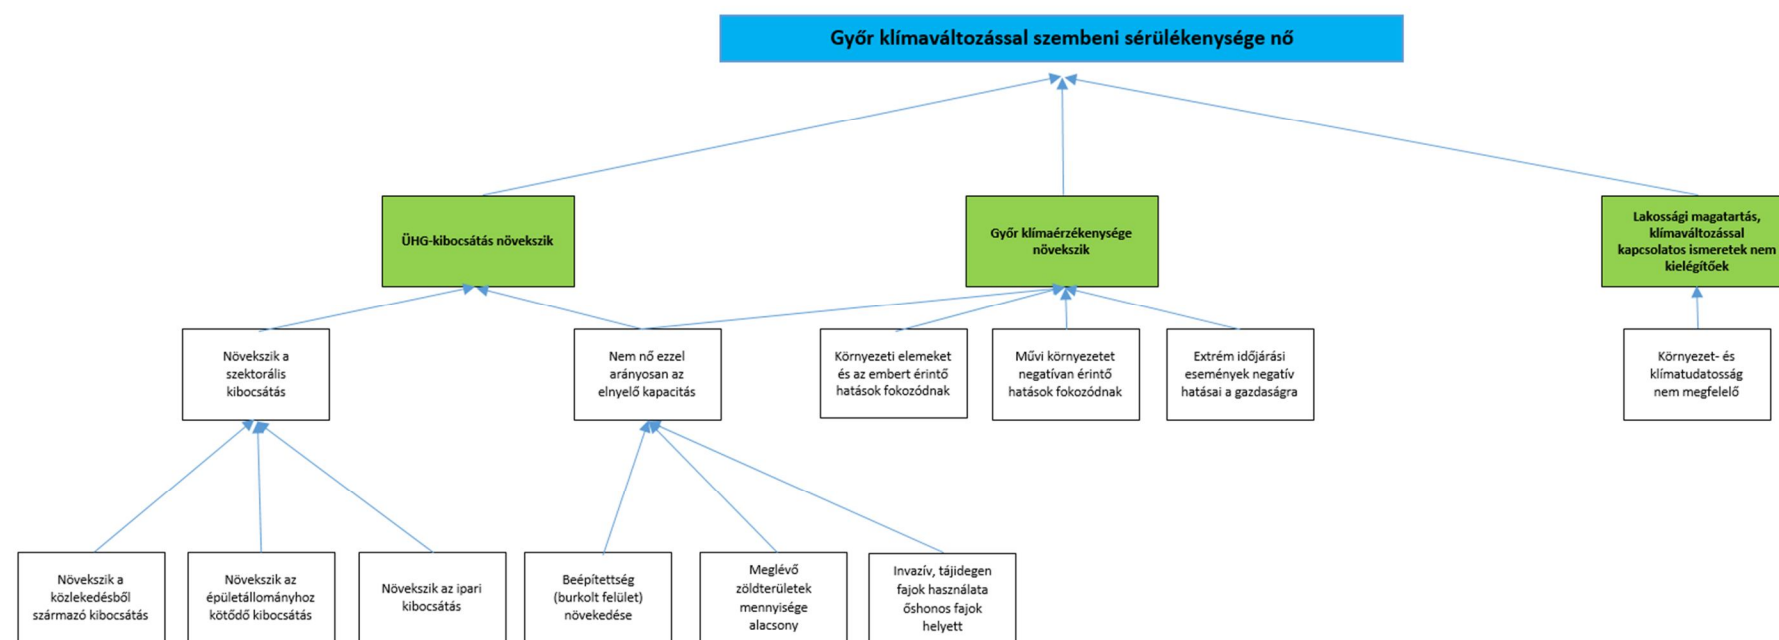 Győr klímaváltozással szembeni sérülékenysége nő
ÜHG-kibocsátás növekszik
Győr klímaérzékenysége
növekszik
Lakossági magatartás,
klímaváltozással
kapcsolatos ismeretek nem
kielégítőek
Növekszik a
szektorális
kibocsátás
Nem nő ezzel
arányosan az
elnyelő kapacitás
Környezeti elemeket
és az embert érintő
hatások fokozódnak
Művi környezetet
negatívan érintő
hatások fokozódnak
Extrém időjárási
események negatív
hatásai a gazdaságra
Környezet- és
klímatudatosság
nem megfelelő
Növekszik a
közlekedésből
származó kibocsátás
Növekszik az
épületállományhoz
kötődő kibocsátás
Növekszik az ipari
kibocsátás
Beépítettség
(burkolt felület)
növekedése
Meglévő
zöldterületek
mennyisége
alacsony
Invazív, tájidegen
fajok használata
őshonos fajok
helyett